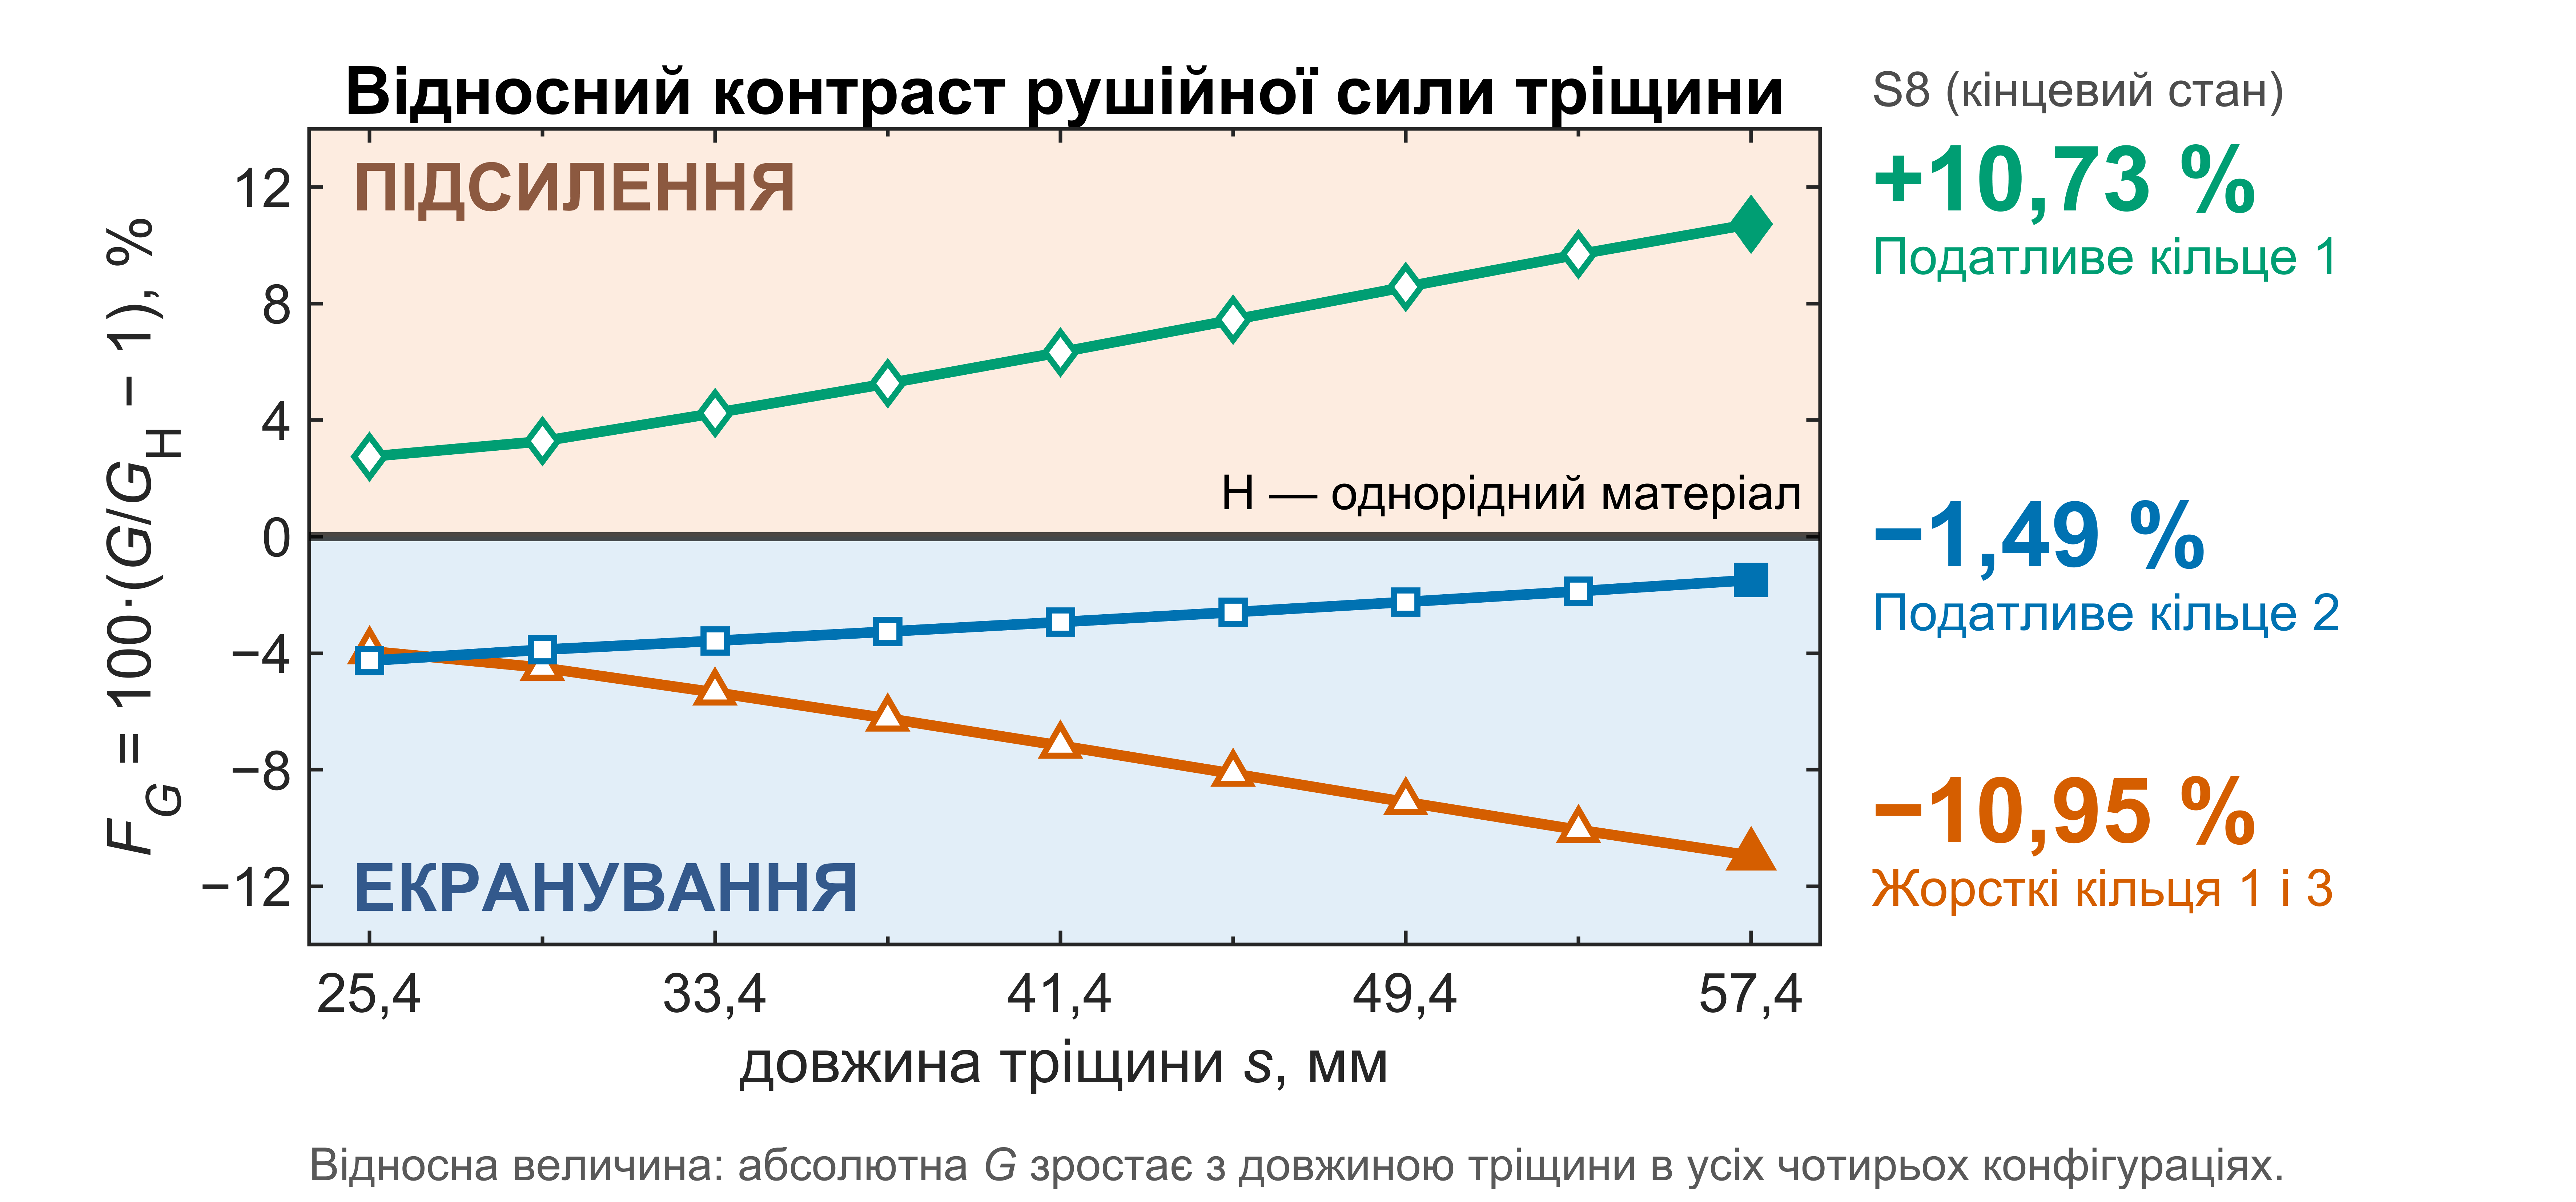 Відносний контраст рушійної сили тріщини
S8 (кінцевий стан)
+10,73 %
Податливе кільце 1
−1,49 %
Податливе кільце 2
−10,95 %
Жорсткі кільця 1 і 3
ПІДСИЛЕННЯ
H — однорідний матеріал
ЕКРАНУВАННЯ
F_G = 100·(G/G_H − 1), %
12
8
4
0
−4
−8
−12
25,4 33,4 41,4 49,4 57,4
довжина тріщини s, мм
Відносна величина: абсолютна G зростає з довжиною тріщини в усіх чотирьох конфігураціях.